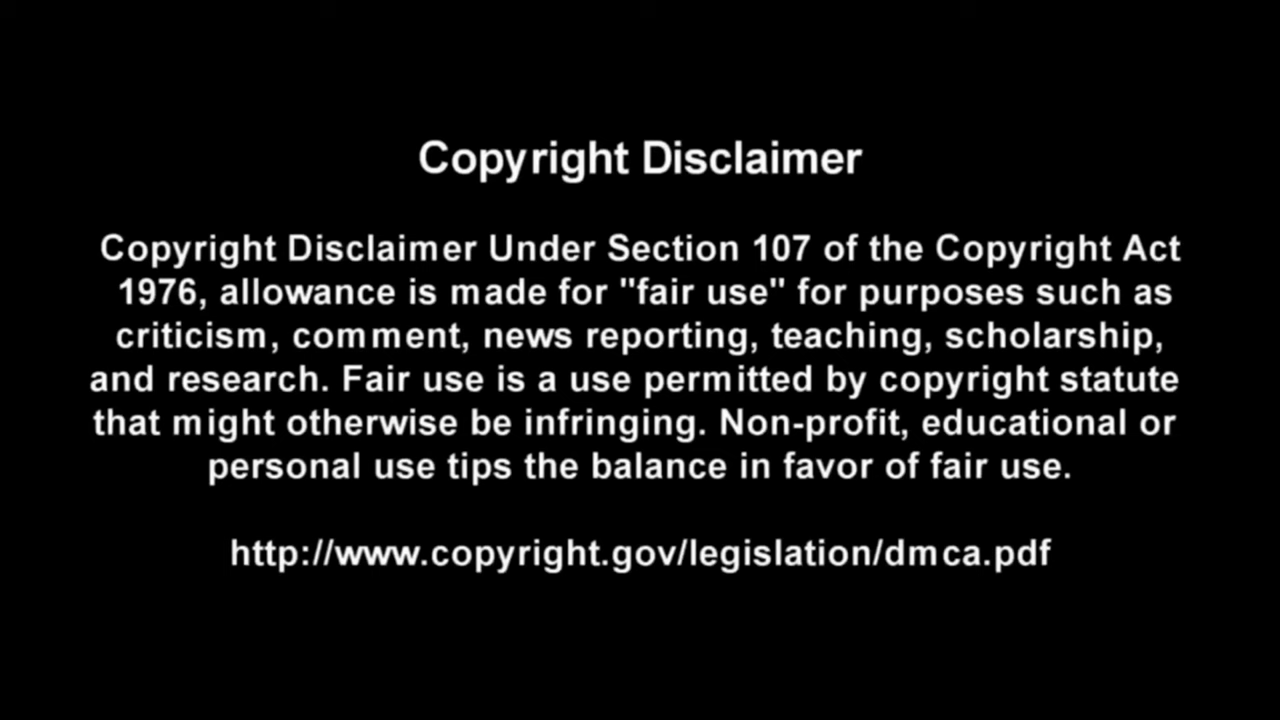 Copyright Disclaimer
Copyright Disclaimer Under Section 107 of the Copyright Act
1976, allowance is made for "fair use" for purposes such as
criticism, comment, news reporting, teaching, scholarship,
and research. Fair use is a use permitted by copyright statute
that might otherwise be infringing. Non-profit, educational or
personal use tips the balance in favor of fair use.
http://www.copyright.gov/legislation/dmca.pdf